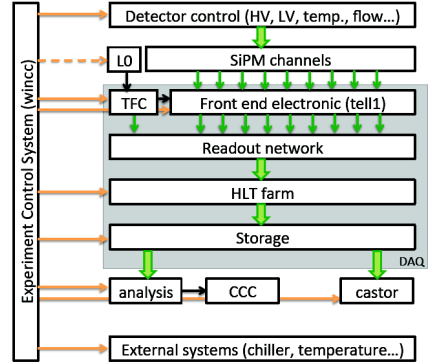 Experiment Control System (wincc)
Detector control (HV, LV, temp., flow...)
L0
SiPM channels
TFC
Front end electronic (tell1)
Readout network
HLT farm
Storage
DAQ
analysis
CCC
castor
External systems (chiller, temperature...)